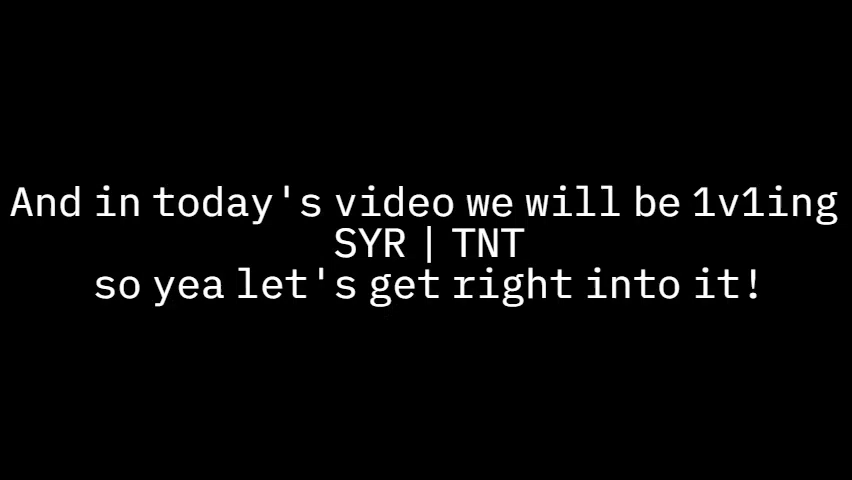 And in today's video we will be 1v1ing
SYR | TNT
so yea let's get right into it!